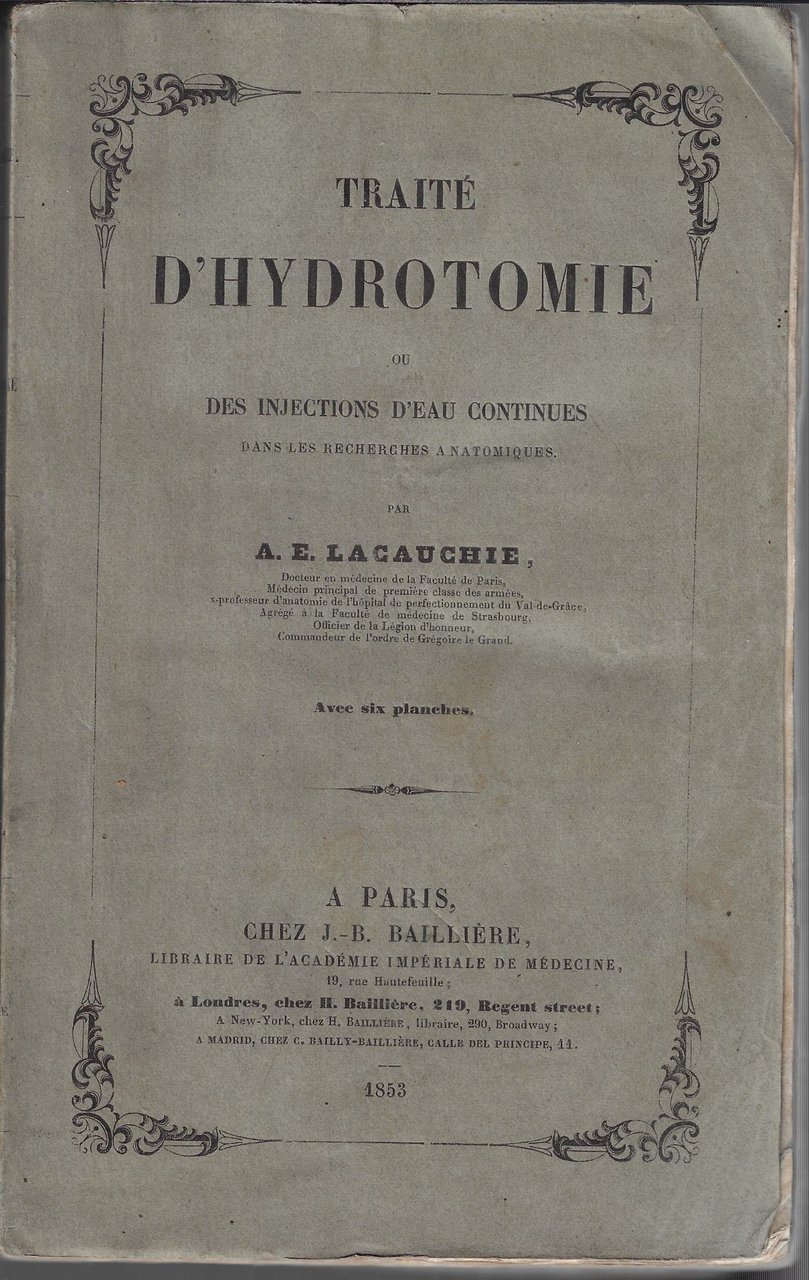 TRAITÉ
D'HYDROTOMIE
OU
DES INJECTIONS D'EAU CONTINUES
DANS LES RECHERCHES ANATOMIQUES.
PAR
A. E. LACAUCHIE,
Docteur en médecine de la Faculté de Paris,
Médecin principal de première classe des armées,
x-professeur d'anatomie de l'hôpital de perfectionnement du Val-de-Grâce,
Agrégé à la Faculté de médecine de Strasbourg,
Officier de la Légion d'honneur,
Commandeur de l'ordre de Grégoire le Grand.
Avec six planches.
A PARIS,
CHEZ J.-B. BAILLIÈRE,
LIBRAIRE DE L'ACADÉMIE IMPÉRIALE DE MÉDECINE,
19, rue Hautefeuille;
à Londres, chez H. Baillière, 219, Regent street;
A New-York, chez H. BAILLIÈRE, libraire, 290, Broadway;
A MADRID, CHEZ C. BAILLY-BAILLIÈRE, CALLE DEL PRINCIPE, 11.
1853